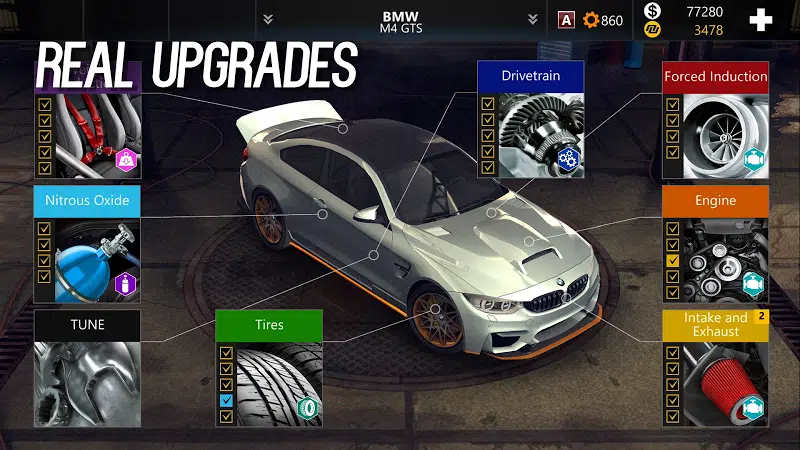 BMW
M4 GTS
A
860
$
77280
3478
REAL UPGRADES
Drivetrain
Forced Induction
Nitrous Oxide
Engine
TUNE
Tires
Intake and
Exhaust
2